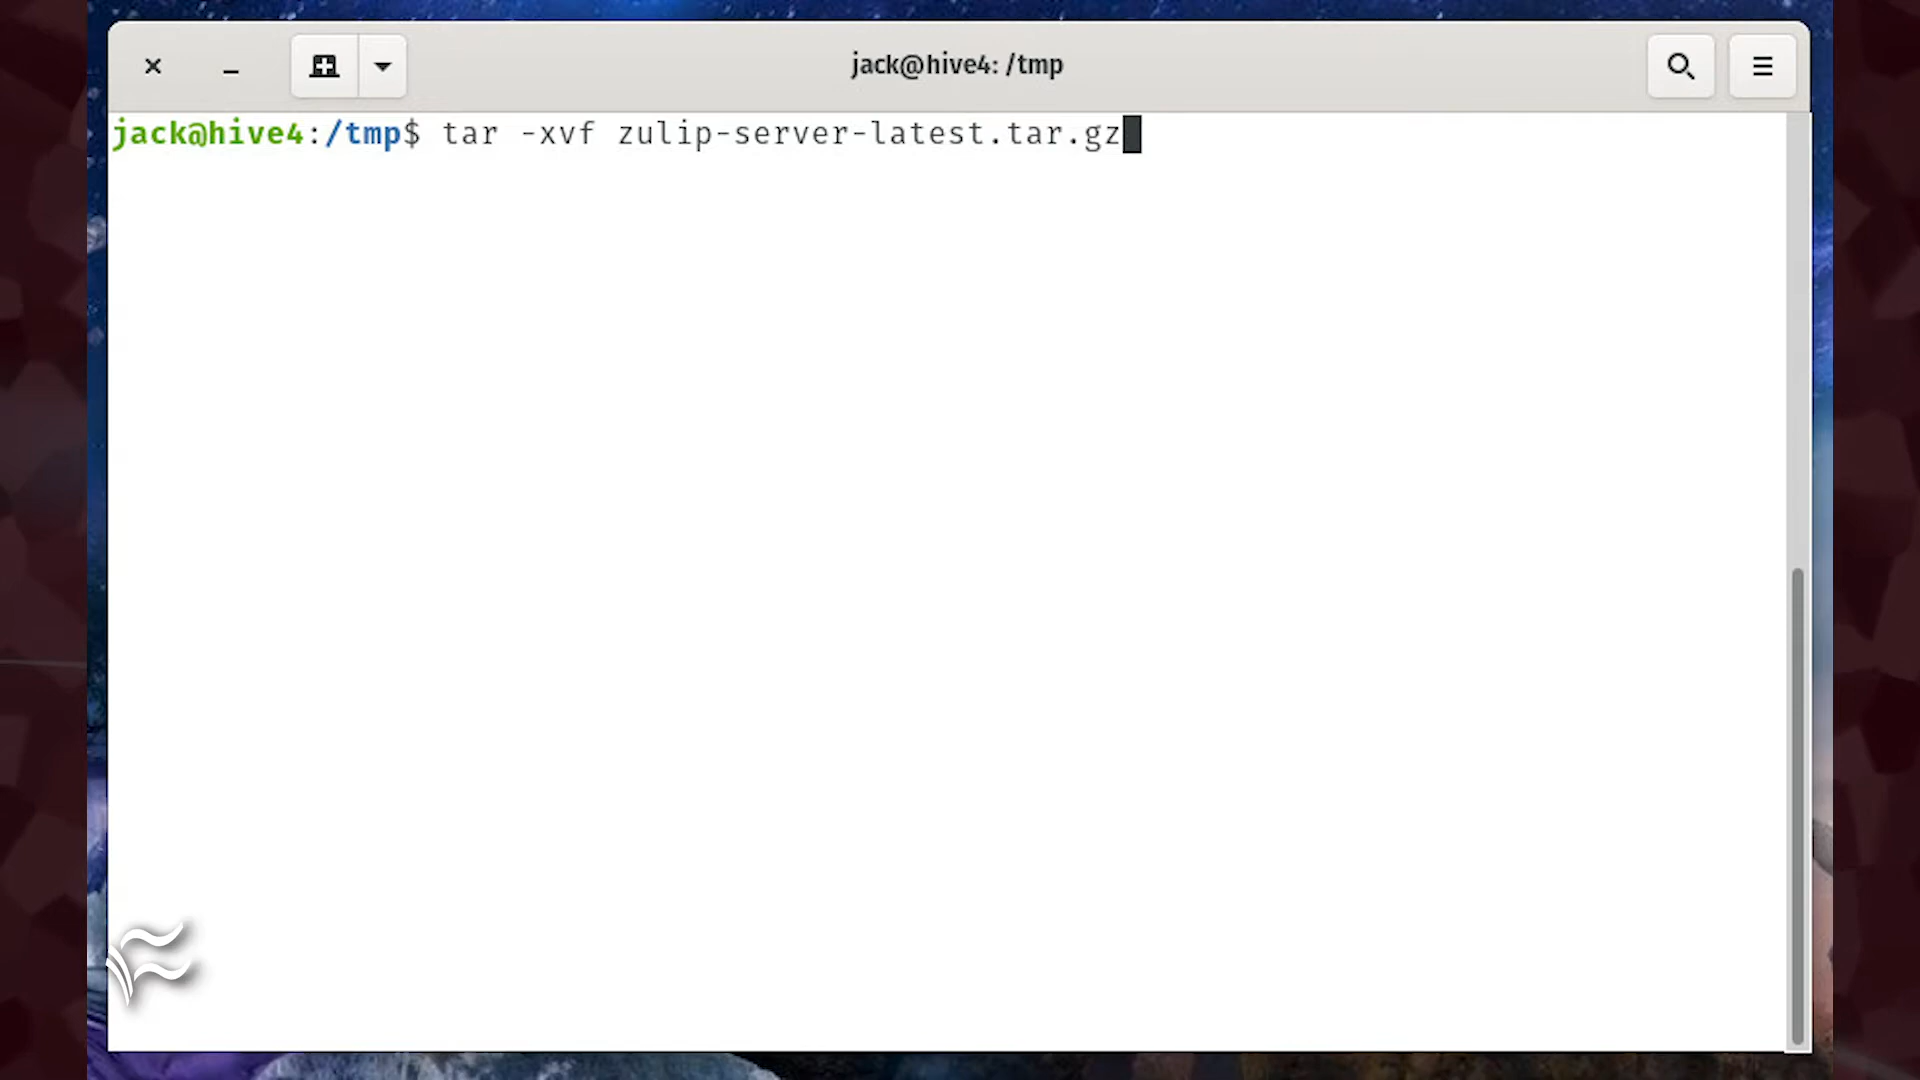 jack@hive4: /tmp
jack@hive4:/tmp$ tar -xvf zulip-server-latest.tar.gz